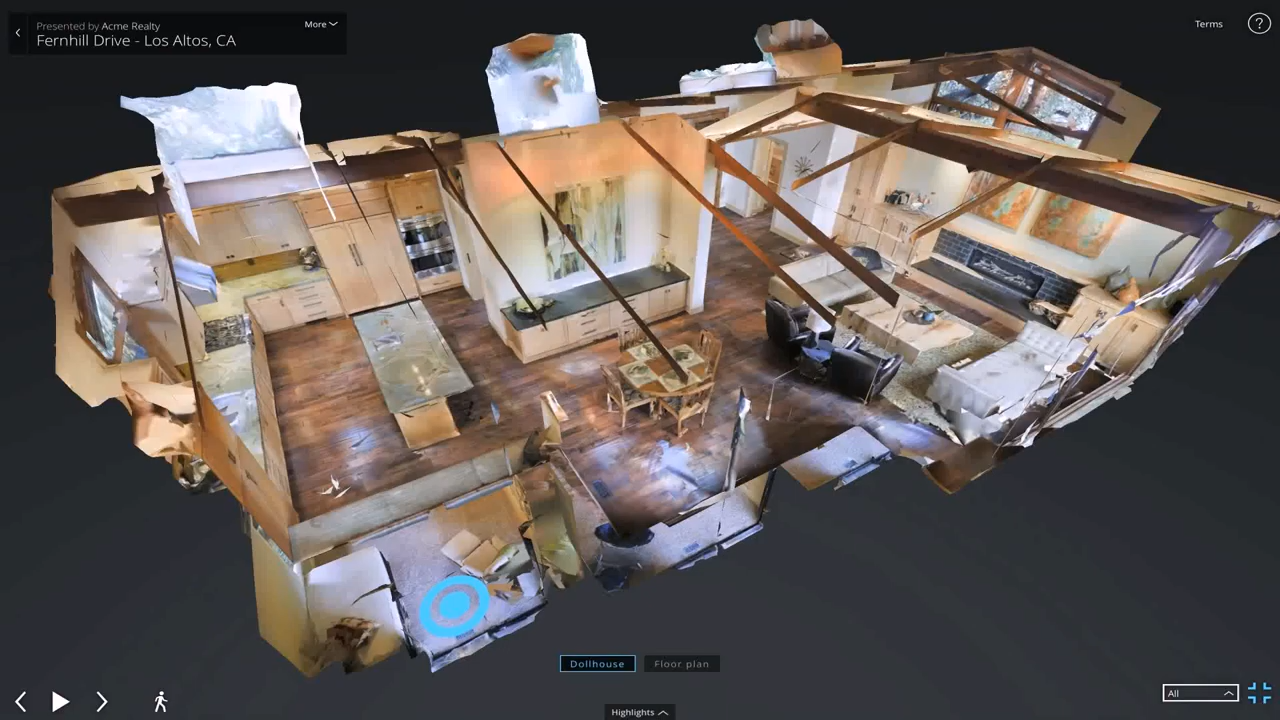 Presented by Acme Realty
Fernhill Drive - Los Altos, CA
More
Terms
?
Dollhouse
Floor plan
All
Highlights